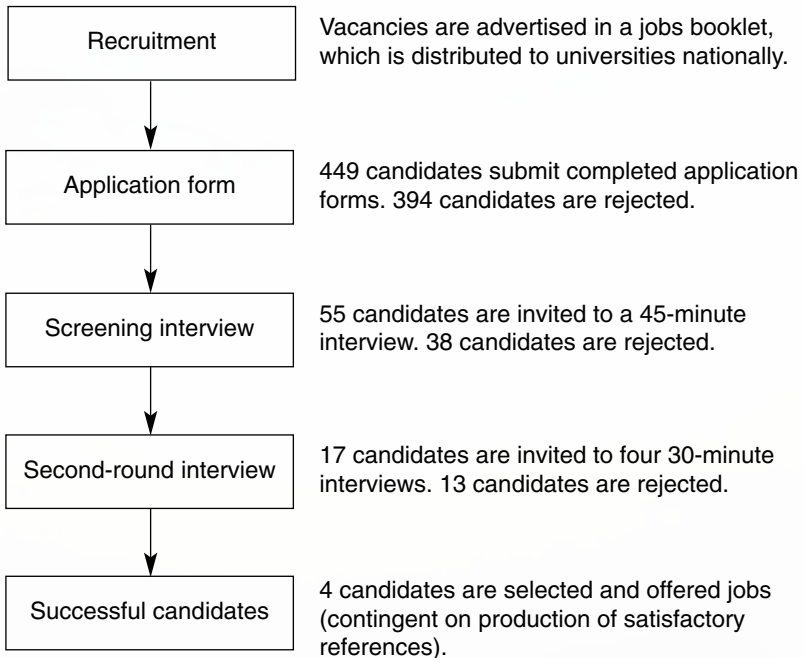 Recruitment
Vacancies are advertised in a jobs booklet,
which is distributed to universities nationally.
Application form
449 candidates submit completed application
forms. 394 candidates are rejected.
Screening interview
55 candidates are invited to a 45-minute
interview. 38 candidates are rejected.
Second-round interview
17 candidates are invited to four 30-minute
interviews. 13 candidates are rejected.
Successful candidates
4 candidates are selected and offered jobs
(contingent on production of satisfactory
references).